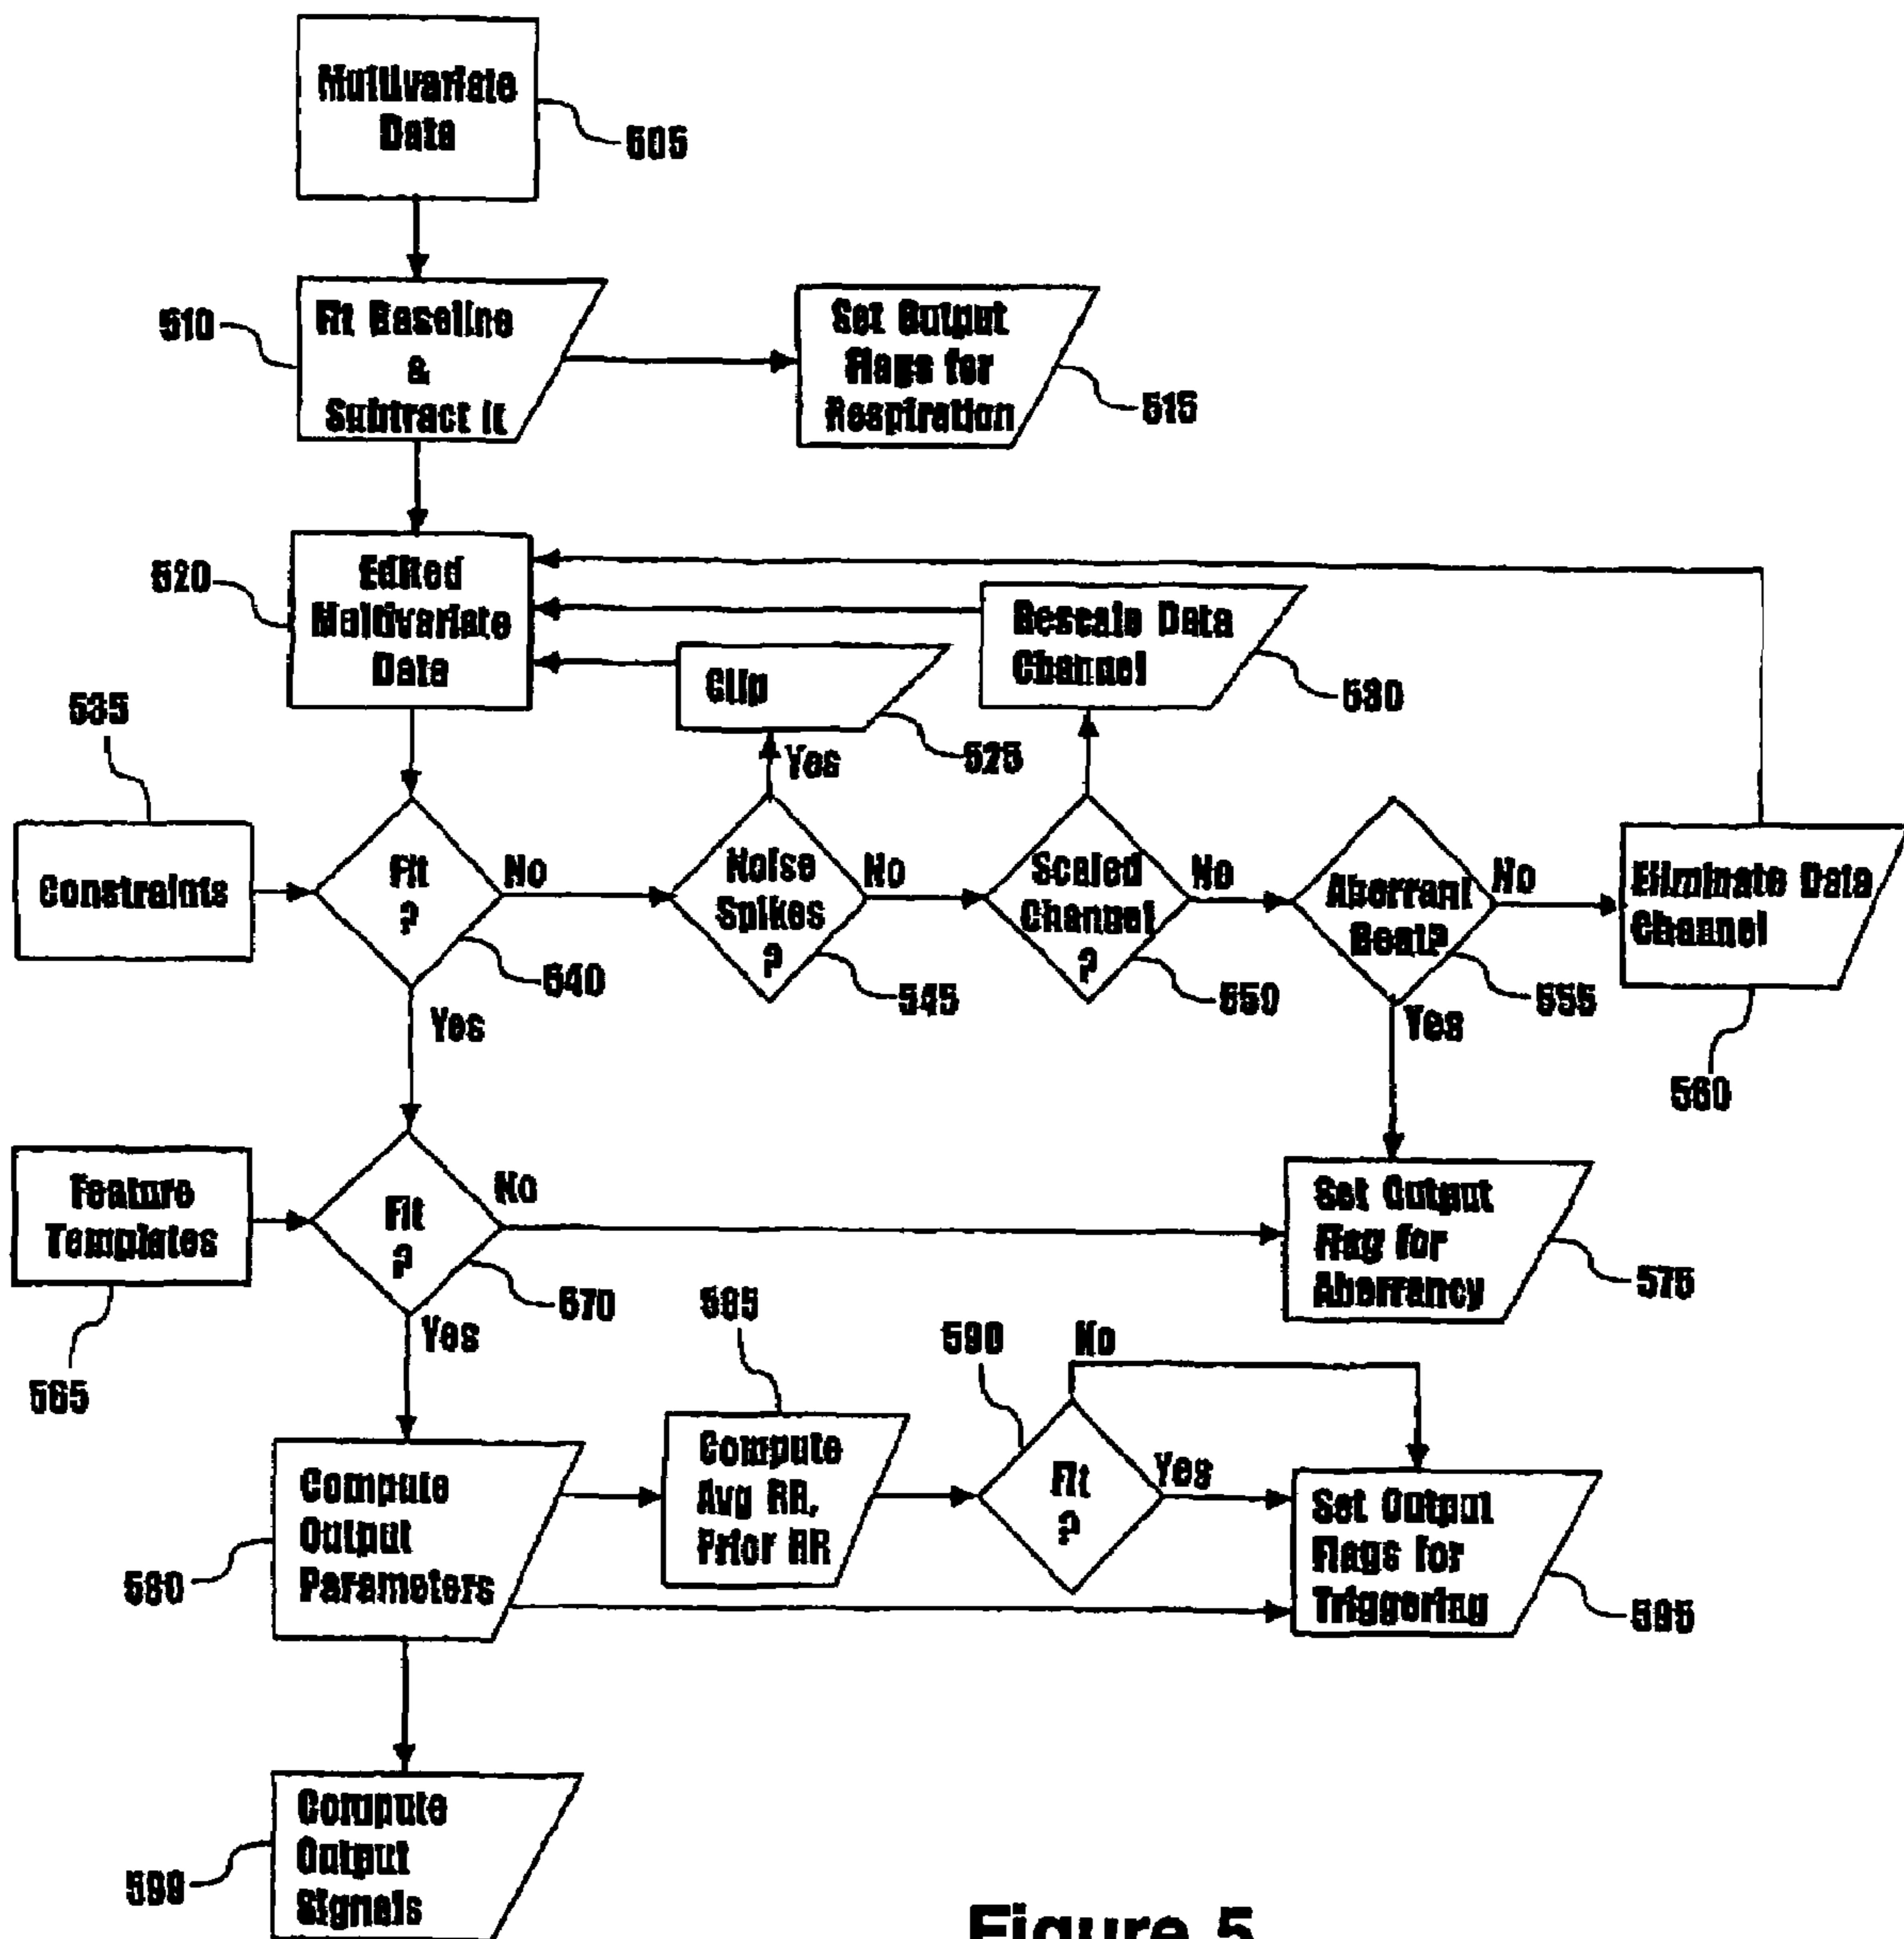 Multivariate
Data
505
510
Fit Baseline
&
Subtract it
Set Output
Flags for
Respiration
515
520
Edited
Multivariate
Data
Clip
525
Rescale Data
Channel
530
535
Constraints
Fit
?
No
540
Yes
Noise
Spikes
?
Yes
No
545
Scaled
Channel
?
No
550
Aberrant
Beat?
No
555
Yes
Eliminate Data
Channel
560
Feature
Templates
565
Fit
?
No
570
Yes
Set Output
Flag for
Aberrancy
575
580
Compute
Output
Parameters
585
Compute
Avg RR,
Prior RR
590
Fit
?
No
Yes
Set Output
Flags for
Triggering
595
599
Compute
Output
Signals
Figure 5